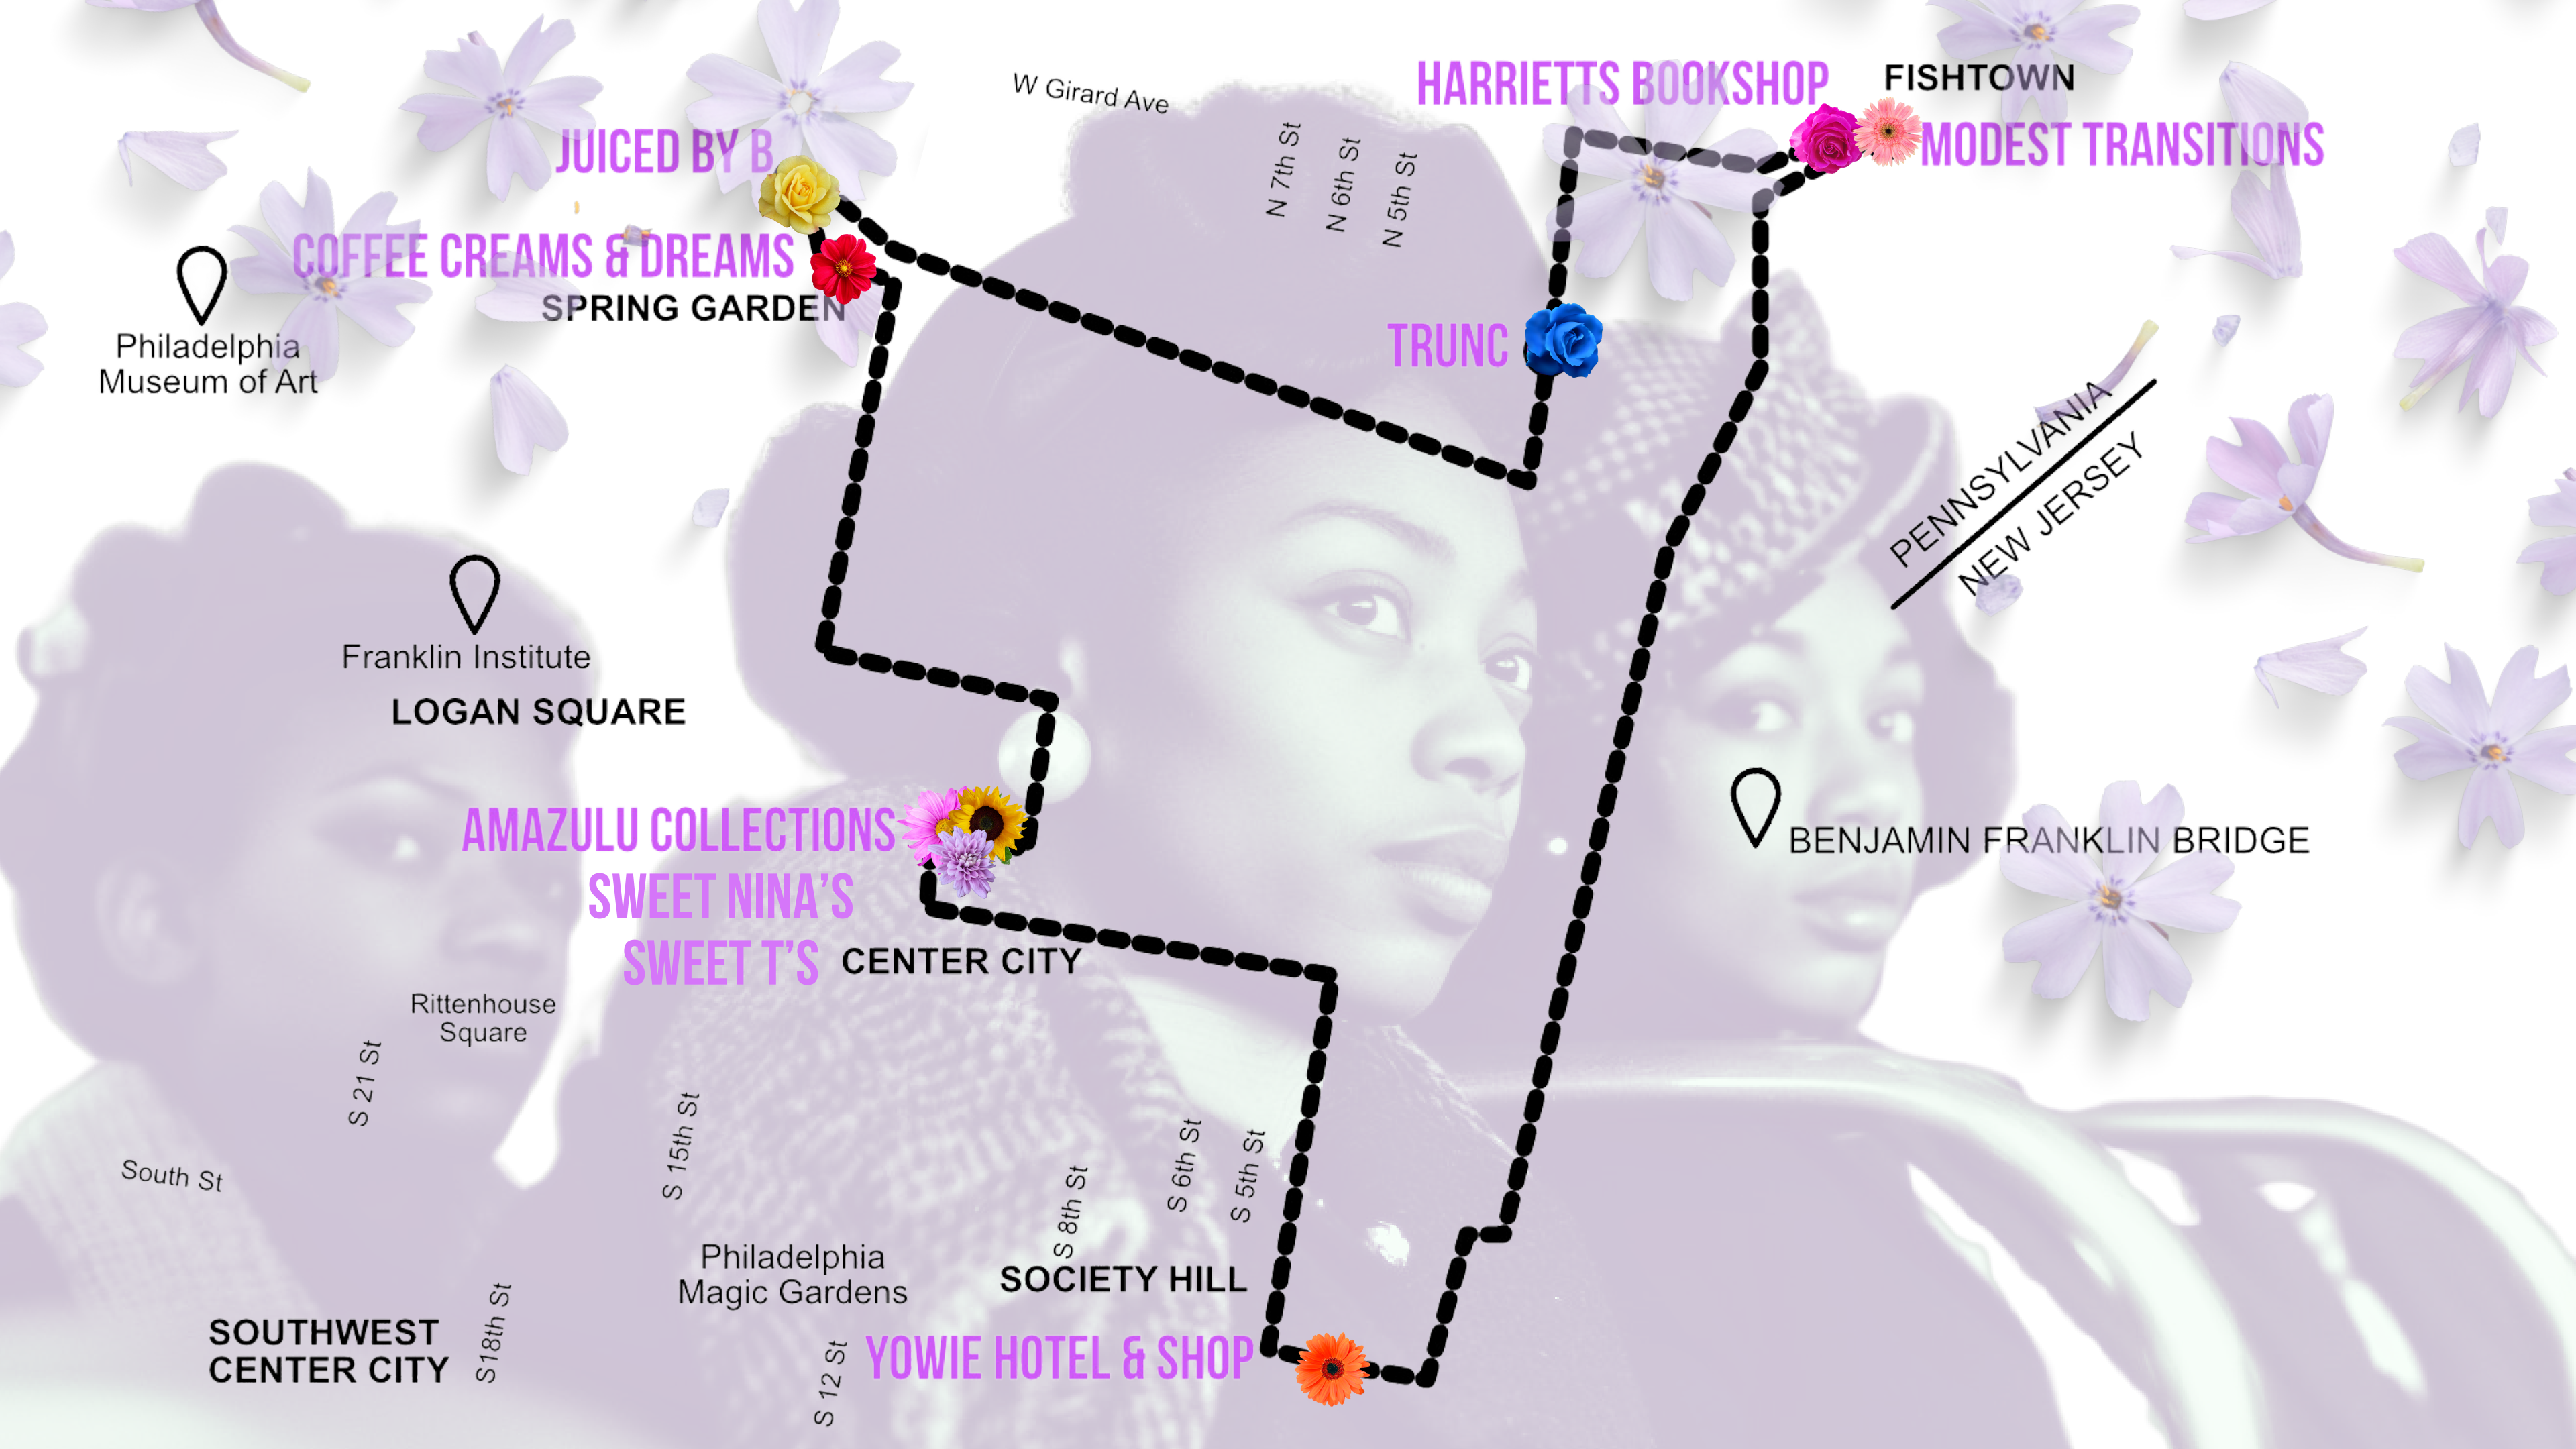 W Girard Ave
HARRIETTS BOOKSHOP
FISHTOWN
MODEST TRANSITIONS
JUICED BY B
COFFEE CREAMS & DREAMS
SPRING GARDEN
N 7th St
N 6th St
N 5th St
TRUNC
Philadelphia
Museum of Art
PENNSYLVANIA
NEW JERSEY
Franklin Institute
LOGAN SQUARE
AMAZULU COLLECTIONS
SWEET NINA'S
SWEET T'S
CENTER CITY
BENJAMIN FRANKLIN BRIDGE
Rittenhouse
Square
S 21 St
S 15th St
South St
S 8th St
S 6th St
S 5th St
Philadelphia
Magic Gardens
SOCIETY HILL
SOUTHWEST
CENTER CITY
S18th St
S 12 St
YOWIE HOTEL & SHOP